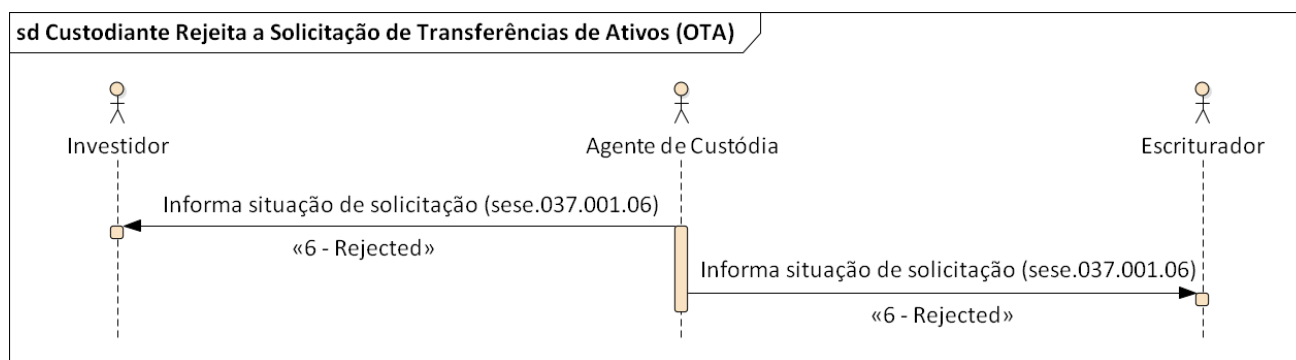 sd Custodiante Rejeita a Solicitação de Transferências de Ativos (OTA)
Investidor
Agente de Custódia
Escriturador
Informa situação de solicitação (sese.037.001.06)
«6 - Rejected»
Informa situação de solicitação (sese.037.001.06)
«6 - Rejected»